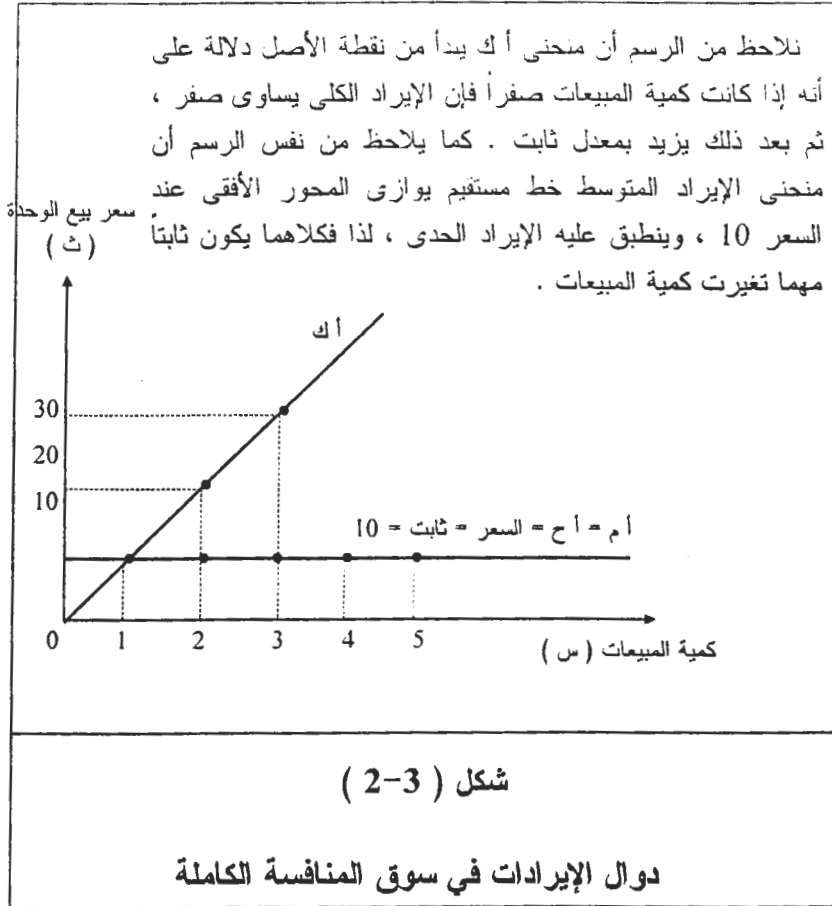 نلاحظ من الرسم أن منحنى أ ك يبدأ من نقطة الأصل دلالة على
أنه إذا كانت كمية المبيعات صفراً فإن الإيراد الكلى يساوى صفر ،
ثم بعد ذلك يزيد بمعدل ثابت . كما يلاحظ من نفس الرسم أن
منحنى الإيراد المتوسط خط مستقيم يوازى المحور الأفقى عند
السعر 10 ، وينطبق عليه الإيراد الحدى ، لذا فكلاهما يكون ثابتاً
مهما تغيرت كمية المبيعات .
سعر بيع الوحدة
( ث )
أ ك
30
20
10
أ م = أ ح = السعر = ثابت = 10
0 1 2 3 4 5
كمية المبيعات ( س )
شكل ( 3-2 )
دوال الإيرادات في سوق المنافسة الكاملة